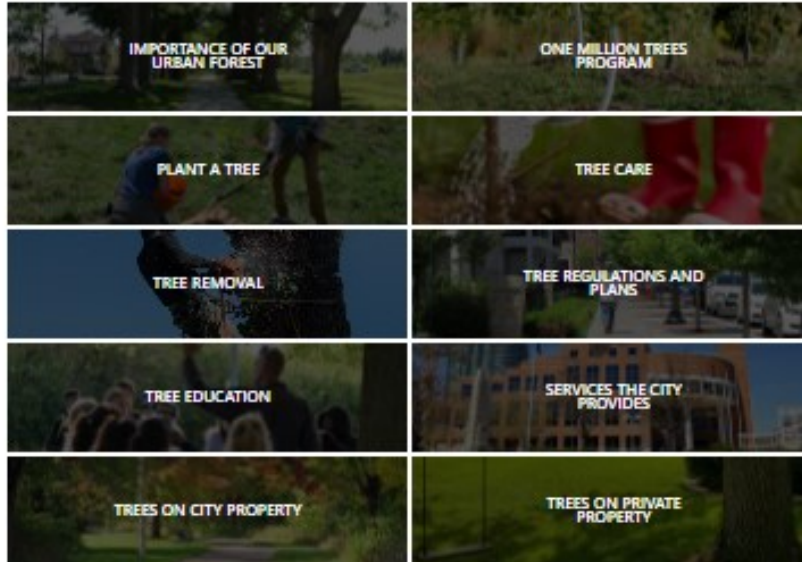 IMPORTANCE OF OUR
URBAN FOREST
ONE MILLION TREES
PROGRAM
PLANT A TREE
TREE CARE
TREE REMOVAL
TREE REGULATIONS AND
PLANS
TREE EDUCATION
SERVICES THE CITY
PROVIDES
TREES ON CITY PROPERTY
TREES ON PRIVATE
PROPERTY